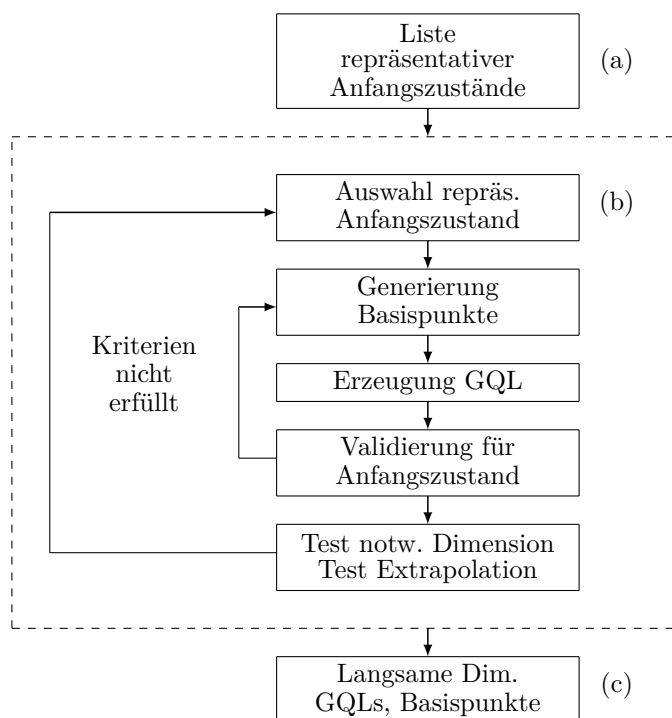 Liste
repräsentativer
Anfangszustände
(a)
Auswahl repräs.
Anfangszustand
(b)
Generierung
Basispunkte
Kriterien
nicht
erfüllt
Erzeugung GQL
Validierung für
Anfangszustand
Test notw. Dimension
Test Extrapolation
Langsame Dim.
GQLs, Basispunkte
(c)